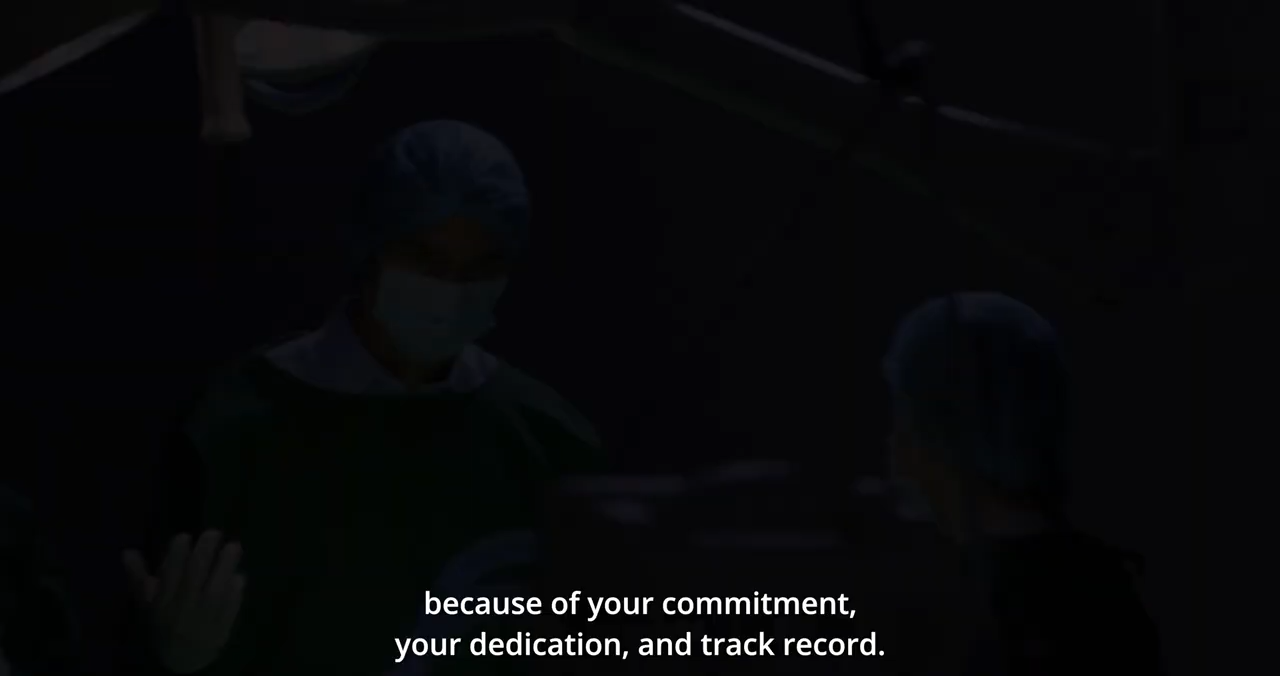 because of your commitment,
your dedication, and track record.